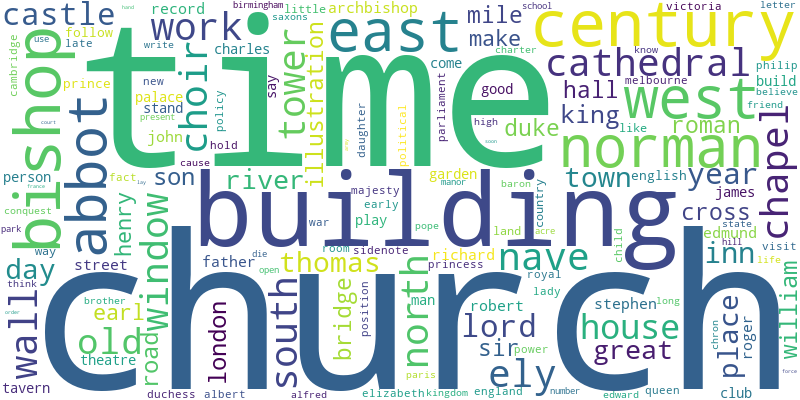 castle work east mile century
record birmingham little archbishop school victoria letter
saxons make
follow late use write charles come charter know philip
cambridge bishop abbot time choir tower say illustration cathedral
prince new palace stand policy hold daughter parliament good hall melbourne build believe friend
high king west
present john political duke like roman
court cause one soon norman
person son river garden town english year chapel
fact majesty manor baron country james
conquest france lay building early
park henry window war play pope land cross state
way room sidenote acre edmund hill visit
day street father die nave child inn life
think open thomas richard princess royal
wall brother old earl road london south bridge position man north robert lady lord stephen long house place roger chron william
order theatre church sir power great
paris ely force
tavern duchess albert alfred elizabeth kingdom england number edward queen club
hand